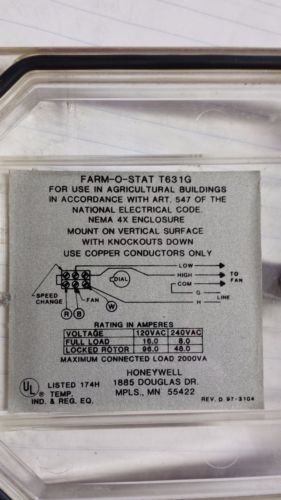 FARM-O-STAT T631G
FOR USE IN AGRICULTURAL BUILDINGS
IN ACCORDANCE WITH ART. 547 OF THE
NATIONAL ELECTRICAL CODE.
NEMA 4X ENCLOSURE
MOUNT ON VERTICAL SURFACE
WITH KNOCKOUTS DOWN
USE COPPER CONDUCTORS ONLY
LOW
HIGH
COM
TO FAN
DIAL
G
H
LINE
SPEED CHANGE
FAN
R B W
RATING IN AMPERES
VOLTAGE 120VAC 240VAC
FULL LOAD 16.0 8.0
LOCKED ROTOR 96.0 48.0
MAXIMUM CONNECTED LOAD 2000VA
UL ®
LISTED 174H
TEMP.
IND. & REG. EQ.
HONEYWELL
1885 DOUGLAS DR.
MPLS., MN 55422
REV. D 97-3104